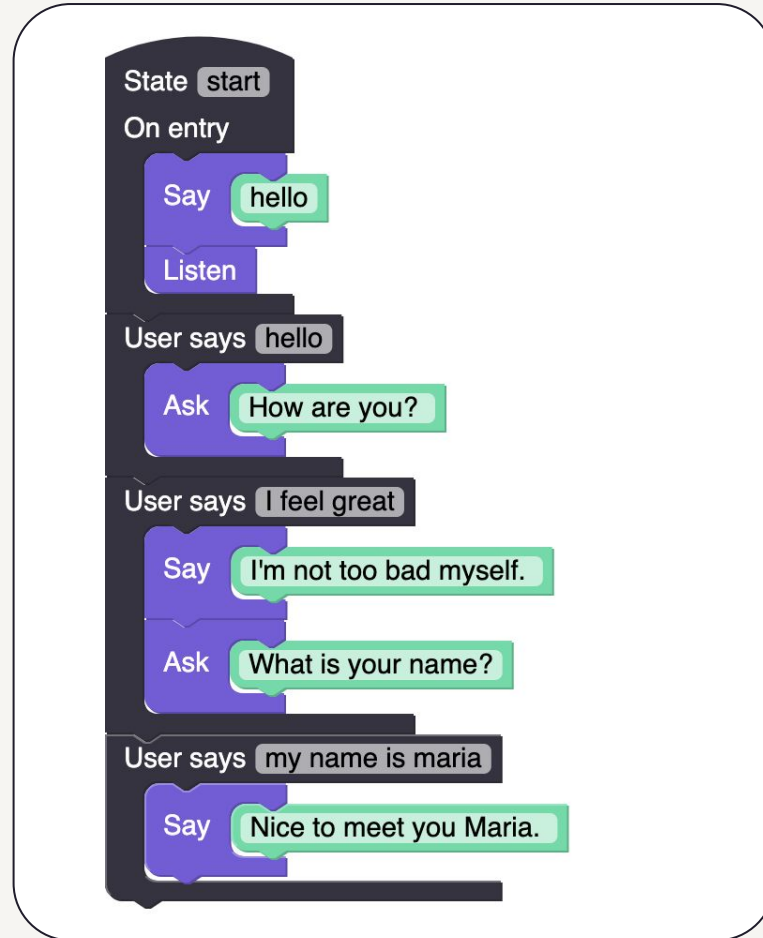 State start
On entry
Say hello
Listen
User says hello
Ask How are you?
User says I feel great
Say I'm not too bad myself.
Ask What is your name?
User says my name is maria
Say Nice to meet you Maria.